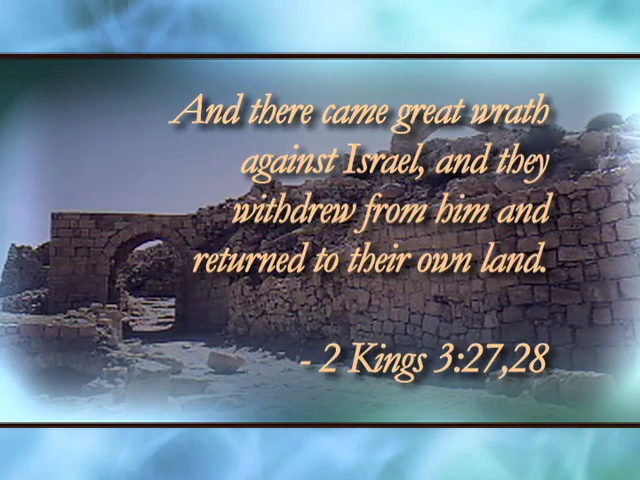 And there came great wrath
against Israel, and they
withdrew from him and
returned to their own land.
- 2 Kings 3:27,28